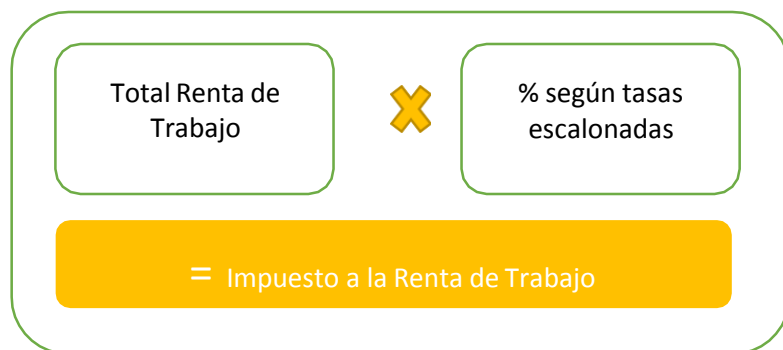 Total Renta de
Trabajo
% según tasas
escalonadas
= Impuesto a la Renta de Trabajo